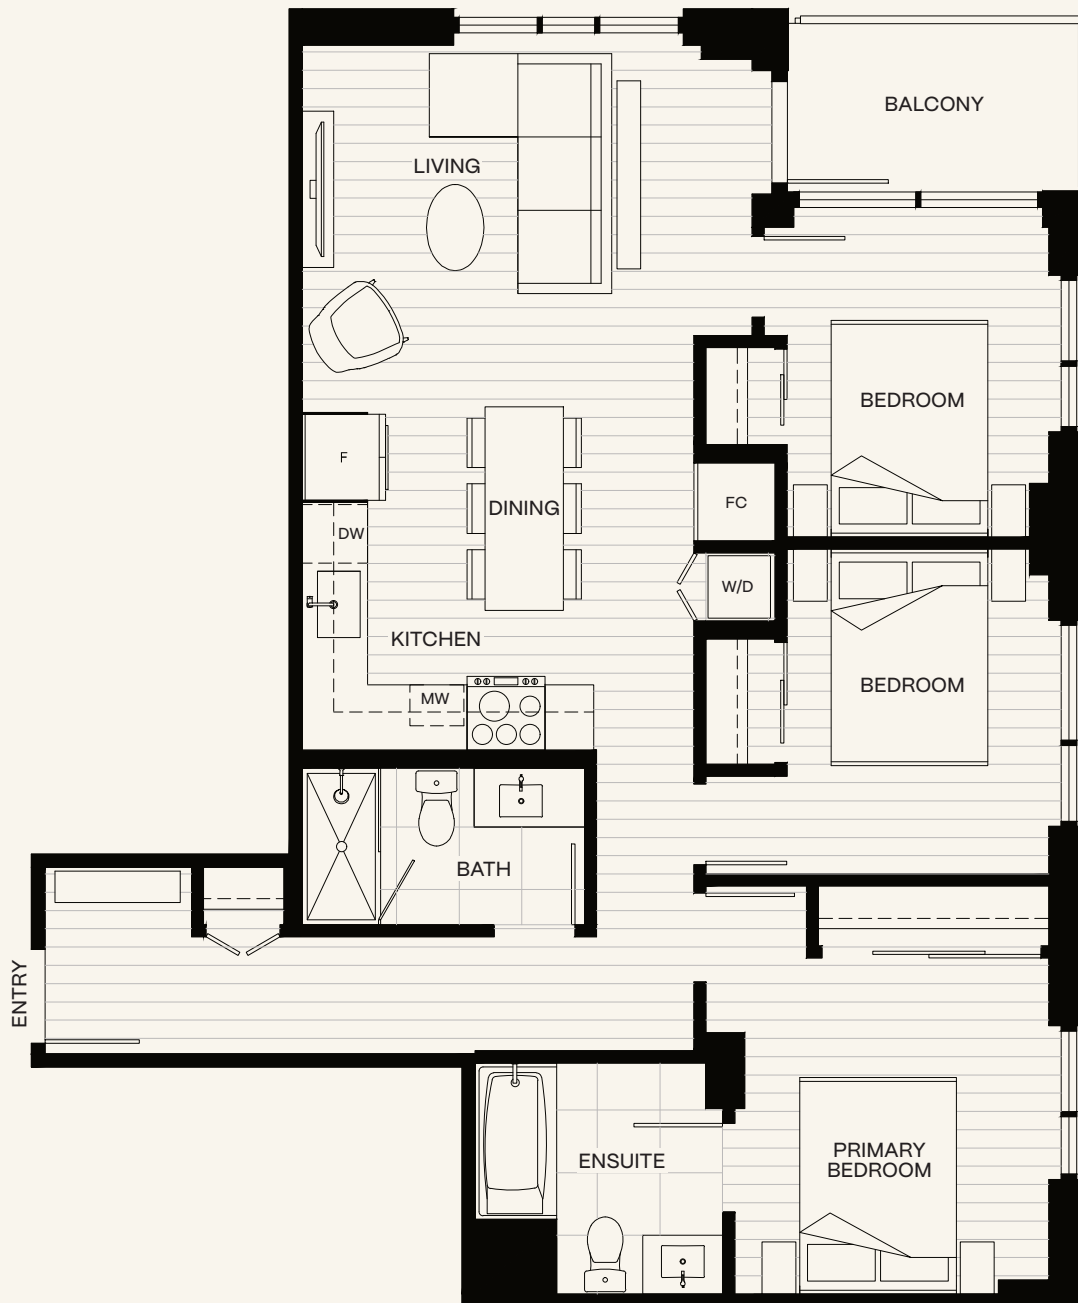 BALCONY
LIVING
BEDROOM
F
DINING
FC
DW
W/D
KITCHEN
BEDROOM
MW
BATH
ENTRY
ENSUITE
PRIMARY
BEDROOM